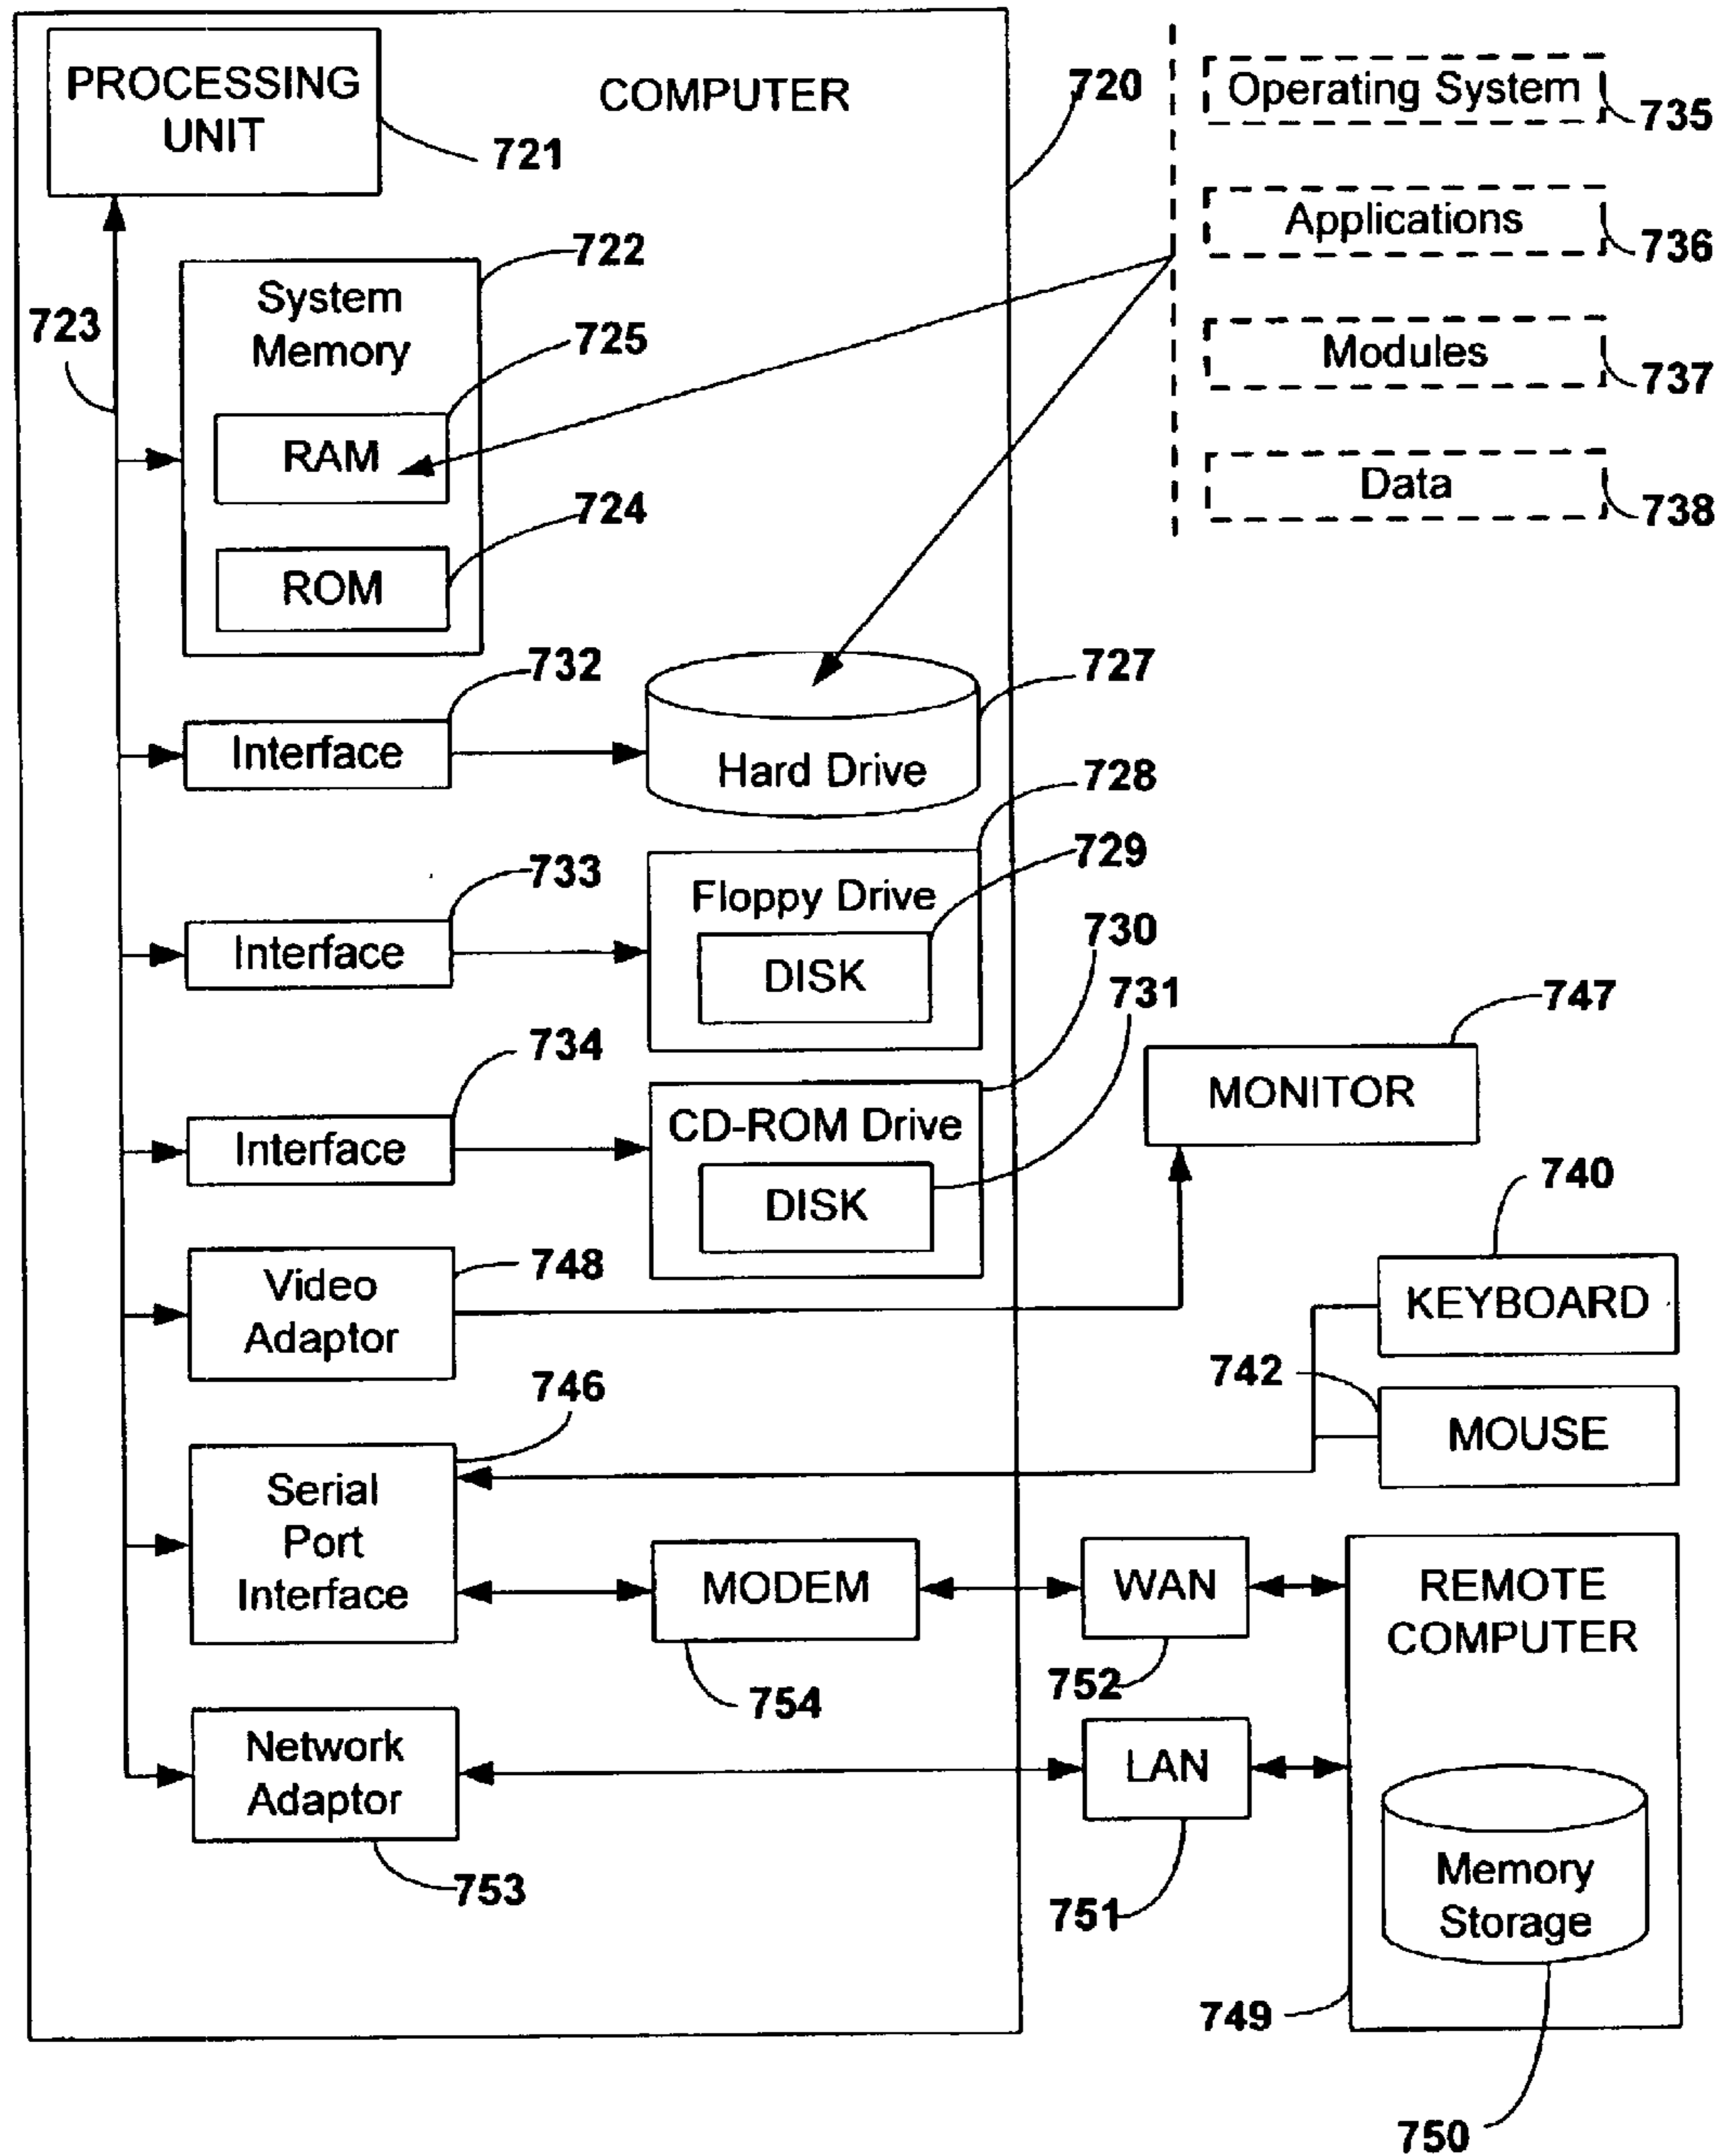 PROCESSING
UNIT
721
COMPUTER
720
Operating System
735
Applications
736
Modules
737
Data
738
723
722
System
Memory
725
RAM
724
ROM
732
Interface
727
Hard Drive
728
733
Interface
Floppy Drive
729
DISK
730
734
Interface
CD-ROM Drive
731
DISK
747
MONITOR
748
Video
Adaptor
740
KEYBOARD
742
MOUSE
746
Serial
Port
Interface
MODEM
754
WAN
752
REMOTE
COMPUTER
Network
Adaptor
753
LAN
751
Memory
Storage
749
750